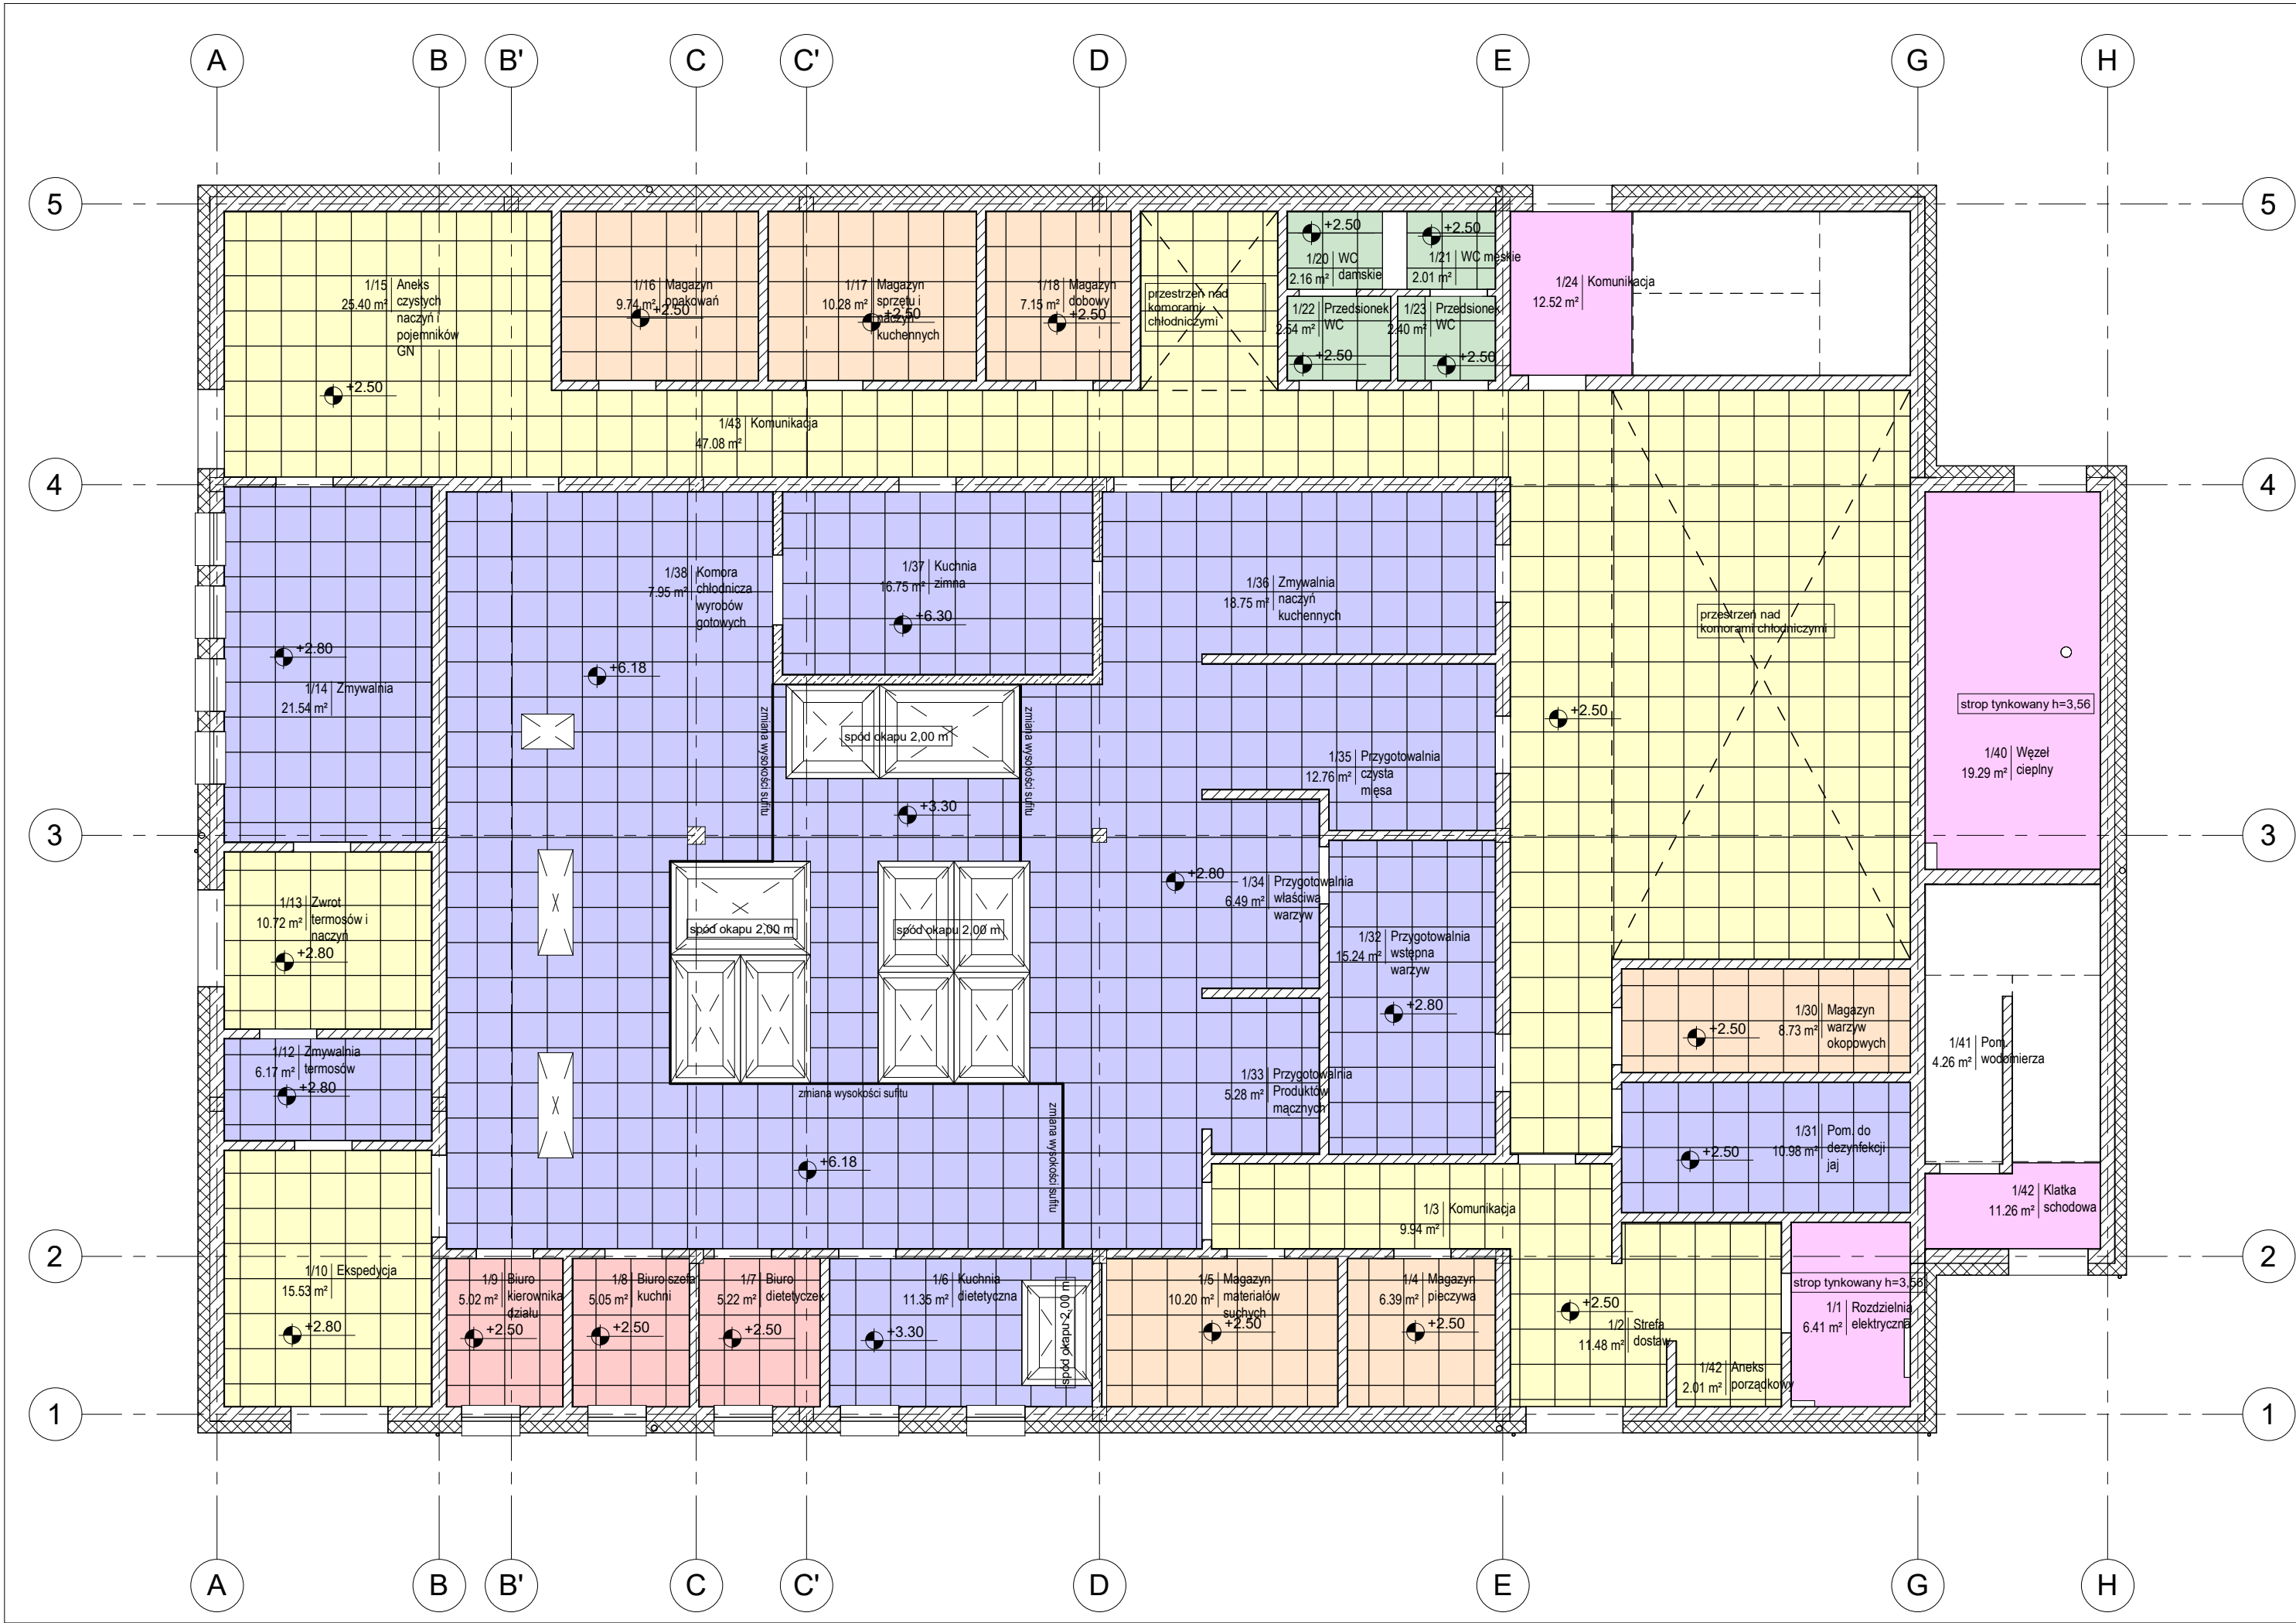 A B B' C C' D E G H
5 5
+2.50 +2.50
1/20 WC
2.16 m² damskie
1/21 WC męskie
2.01 m²
1/15 Aneks
25.40 m² czystych
naczyń i
pojemników
GN
+2.50
1/16 Magazyn
9.74 m² opakowań
+2.50
1/17 Magazyn
10.28 m² sprzętu i
naczyń
kuchennych
+2.50
1/18 Magazyn
7.15 m² dobowy
+2.50
przestrzeń nad
komorami
chłodniczymi
1/22 Przedsionek
2.54 m² WC
+2.50
1/23 Przedsionek
2.40 m² WC
+2.50
1/24 Komunikacja
12.52 m²
1/43 Komunikacja
47.08 m²
4 4
1/38 Komora
7.95 m² chłodnicza
wyrobów
gotowych
+6.18
1/37 Kuchnia
16.75 m² zimna
+6.30
1/36 Zmywalnia
18.75 m² naczyń
kuchennych
przestrzeń nad
komorami chłodniczymi
+2.50
+2.80
1/14 Zmywalnia
21.54 m²
strop tynkowany h=3,56
1/40 Węzeł
19.29 m² cieplny
zmiana wysokości sufitu
spód okapu 2,00 m
zmiana wysokości sufitu
1/35 Przygotowalnia
12.76 m² czysta
mięsa
+3.30
3 3
+2.80
1/34 Przygotowalnia
6.49 m² właściwa
warzyw
1/13 Zwrot
10.72 m² termosów i
naczyń
+2.80
spód okapu 2,00 m
spód okapu 2,00 m
1/32 Przygotowalnia
15.24 m² wstępna
warzyw
+2.80
1/30 Magazyn
8.73 m² warzyw
okopowych
+2.50
1/41 Pom.
4.26 m² wodomierza
1/12 Zmywalnia
6.17 m² termosów
+2.80
1/33 Przygotowalnia
5.28 m² Produktów
mącznych
zmiana wysokości sufitu
zmiana wysokości sufitu
+6.18
1/31 Pom. do
10.98 m² dezynfekcji
jaj
+2.50
1/42 Klatka
11.26 m² schodowa
1/3 Komunikacja
9.94 m²
2 2
1/10 Ekspedycja
15.53 m²
+2.80
1/9 Biuro
5.02 m² kierownika
działu
+2.50
1/8 Biuro szefa
5.05 m² kuchni
+2.50
1/7 Biuro
5.22 m² dietetyczek
+2.50
1/6 Kuchnia
11.35 m² dietetyczna
+3.30
spód okapu 2,00 m
1/5 Magazyn
10.20 m² materiałów
suchych
+2.50
1/4 Magazyn
6.39 m² pieczywa
+2.50
+2.50
1/2 Strefa
11.48 m² dostaw
1/42 Aneks
2.01 m² porządkowy
strop tynkowany h=3,56
1/1 Rozdzielnia
6.41 m² elektryczna
1 1
A B B' C C' D E G H